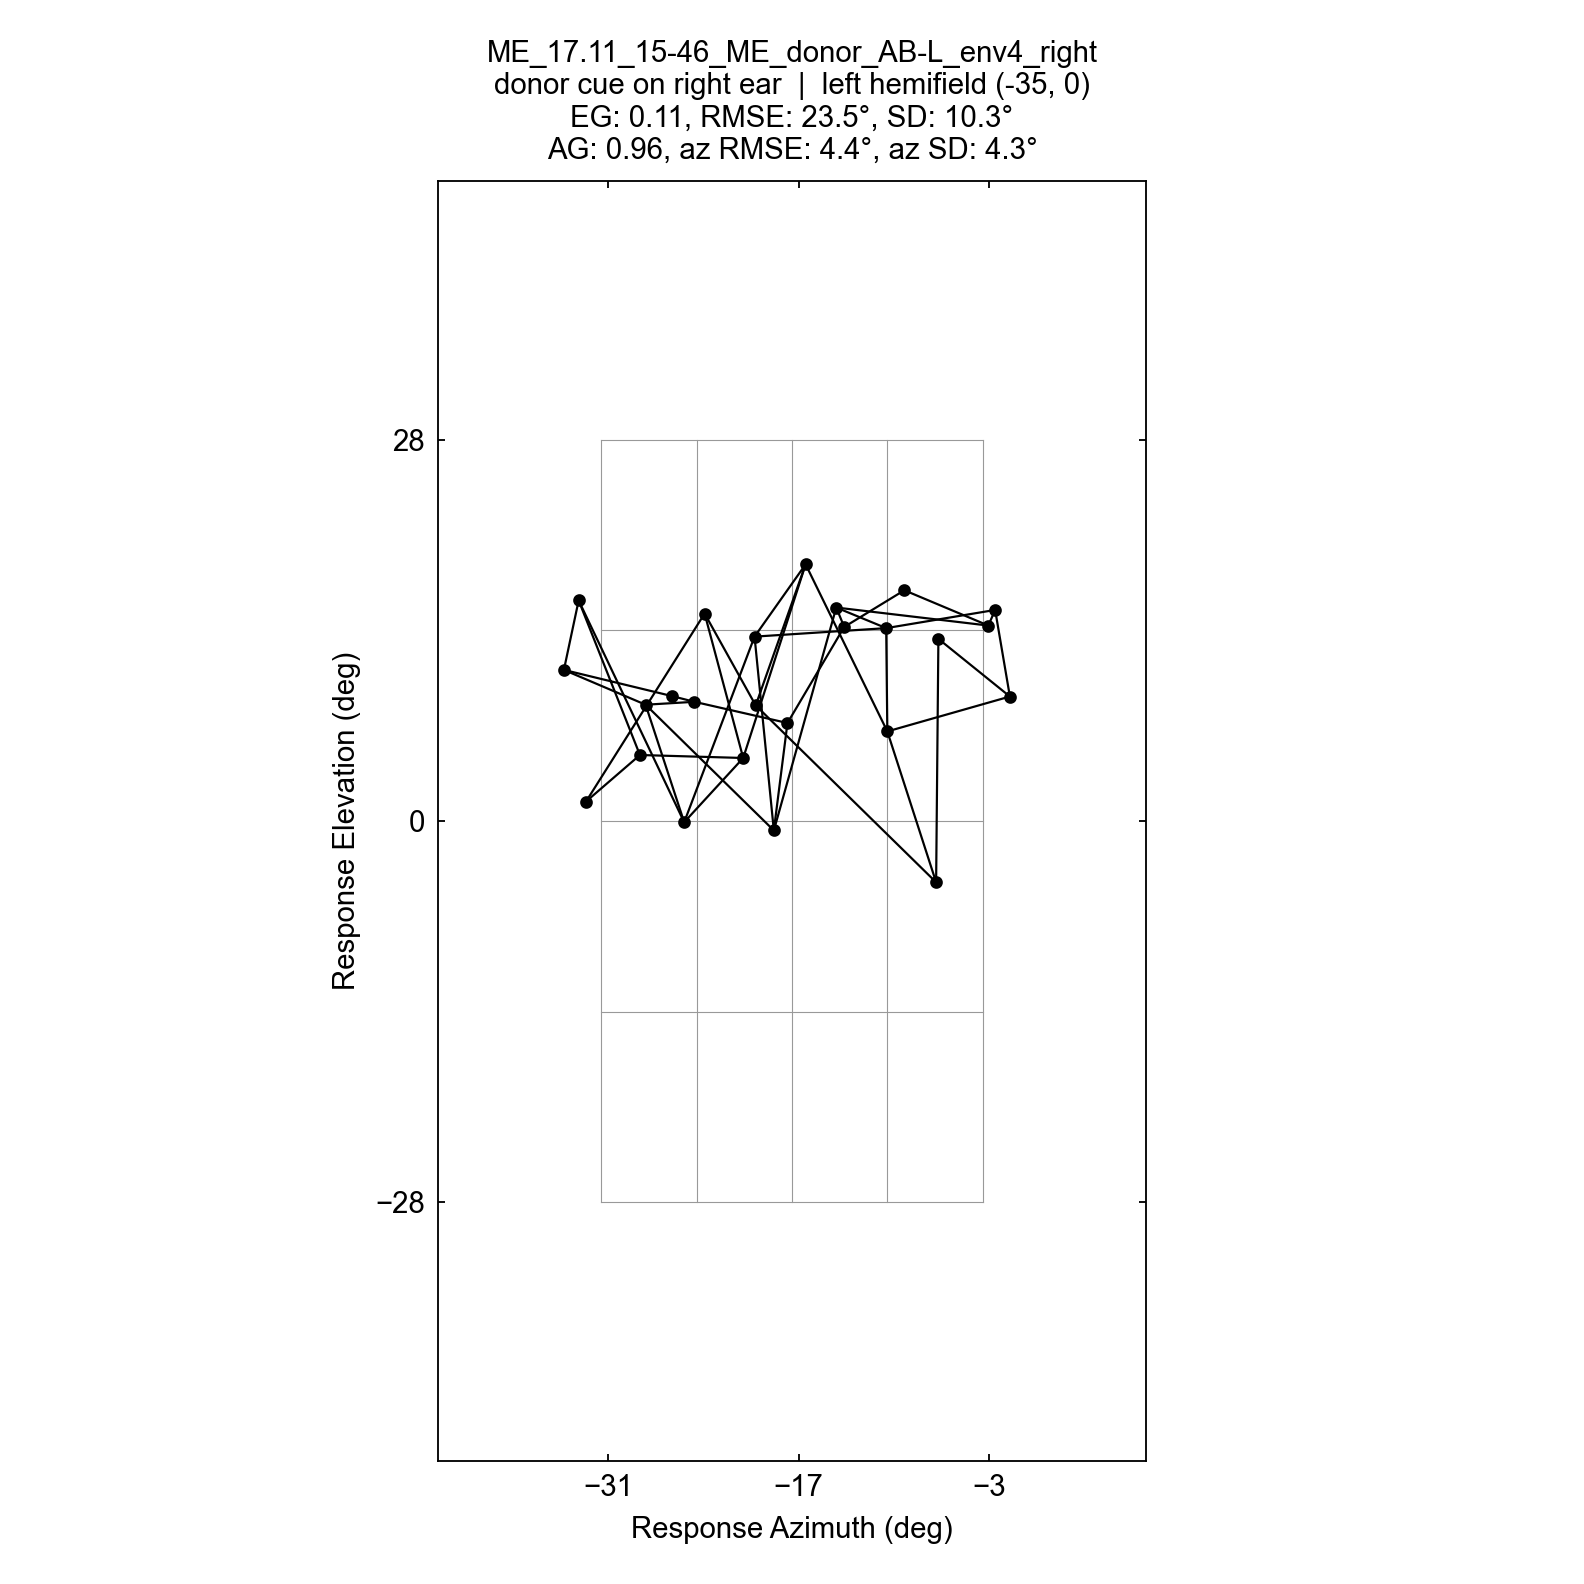 ME_17.11_15-46_ME_donor_AB-L_env4_right
donor cue on right ear | left hemifield (-35, 0)
EG: 0.11, RMSE: 23.5°, SD: 10.3°
AG: 0.96, az RMSE: 4.4°, az SD: 4.3°
28
0
−28
Response Elevation (deg)
−31
−17
−3
Response Azimuth (deg)